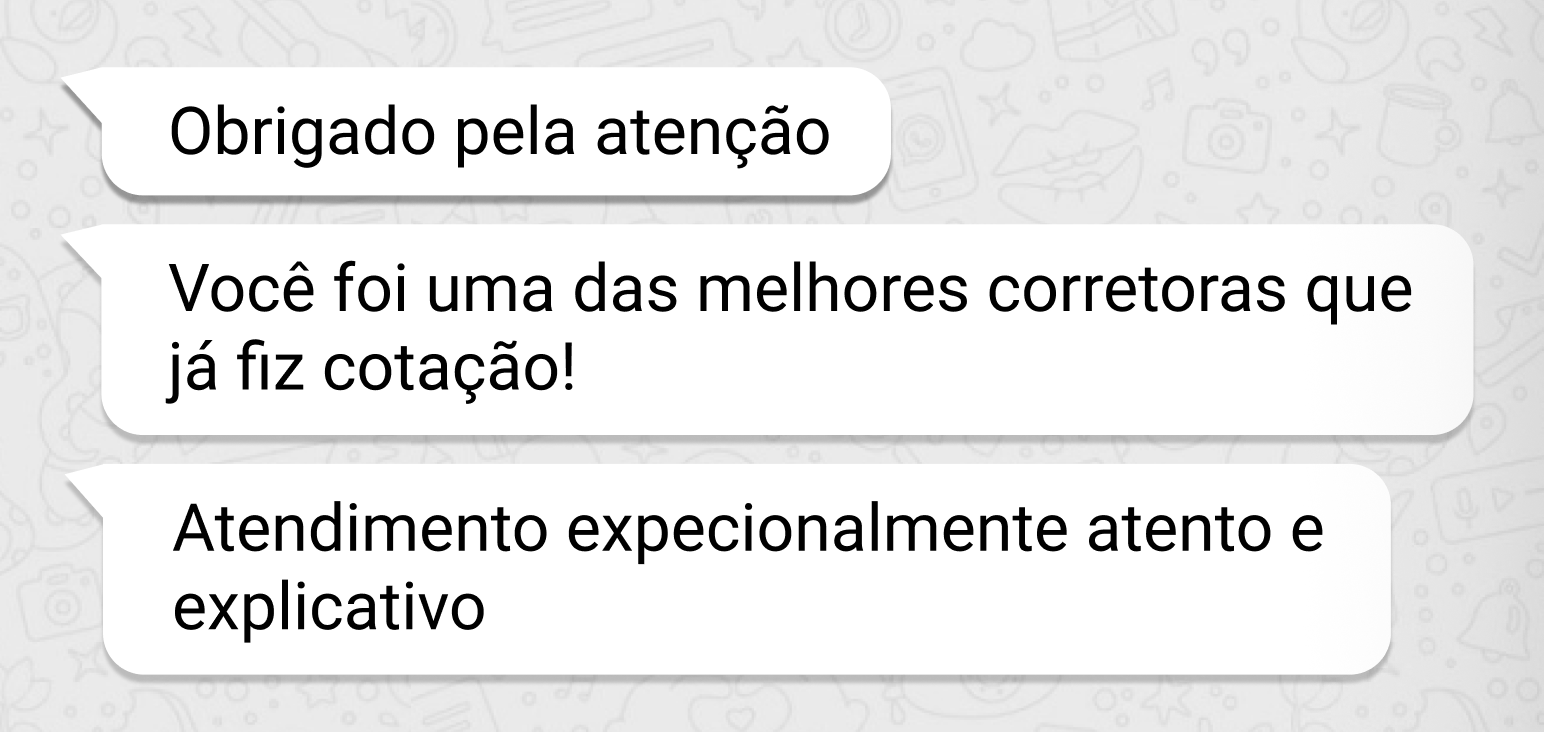 Obrigado pela atenção
Você foi uma das melhores corretoras que
já fiz cotação!
Atendimento expecionalmente atento e
explicativo